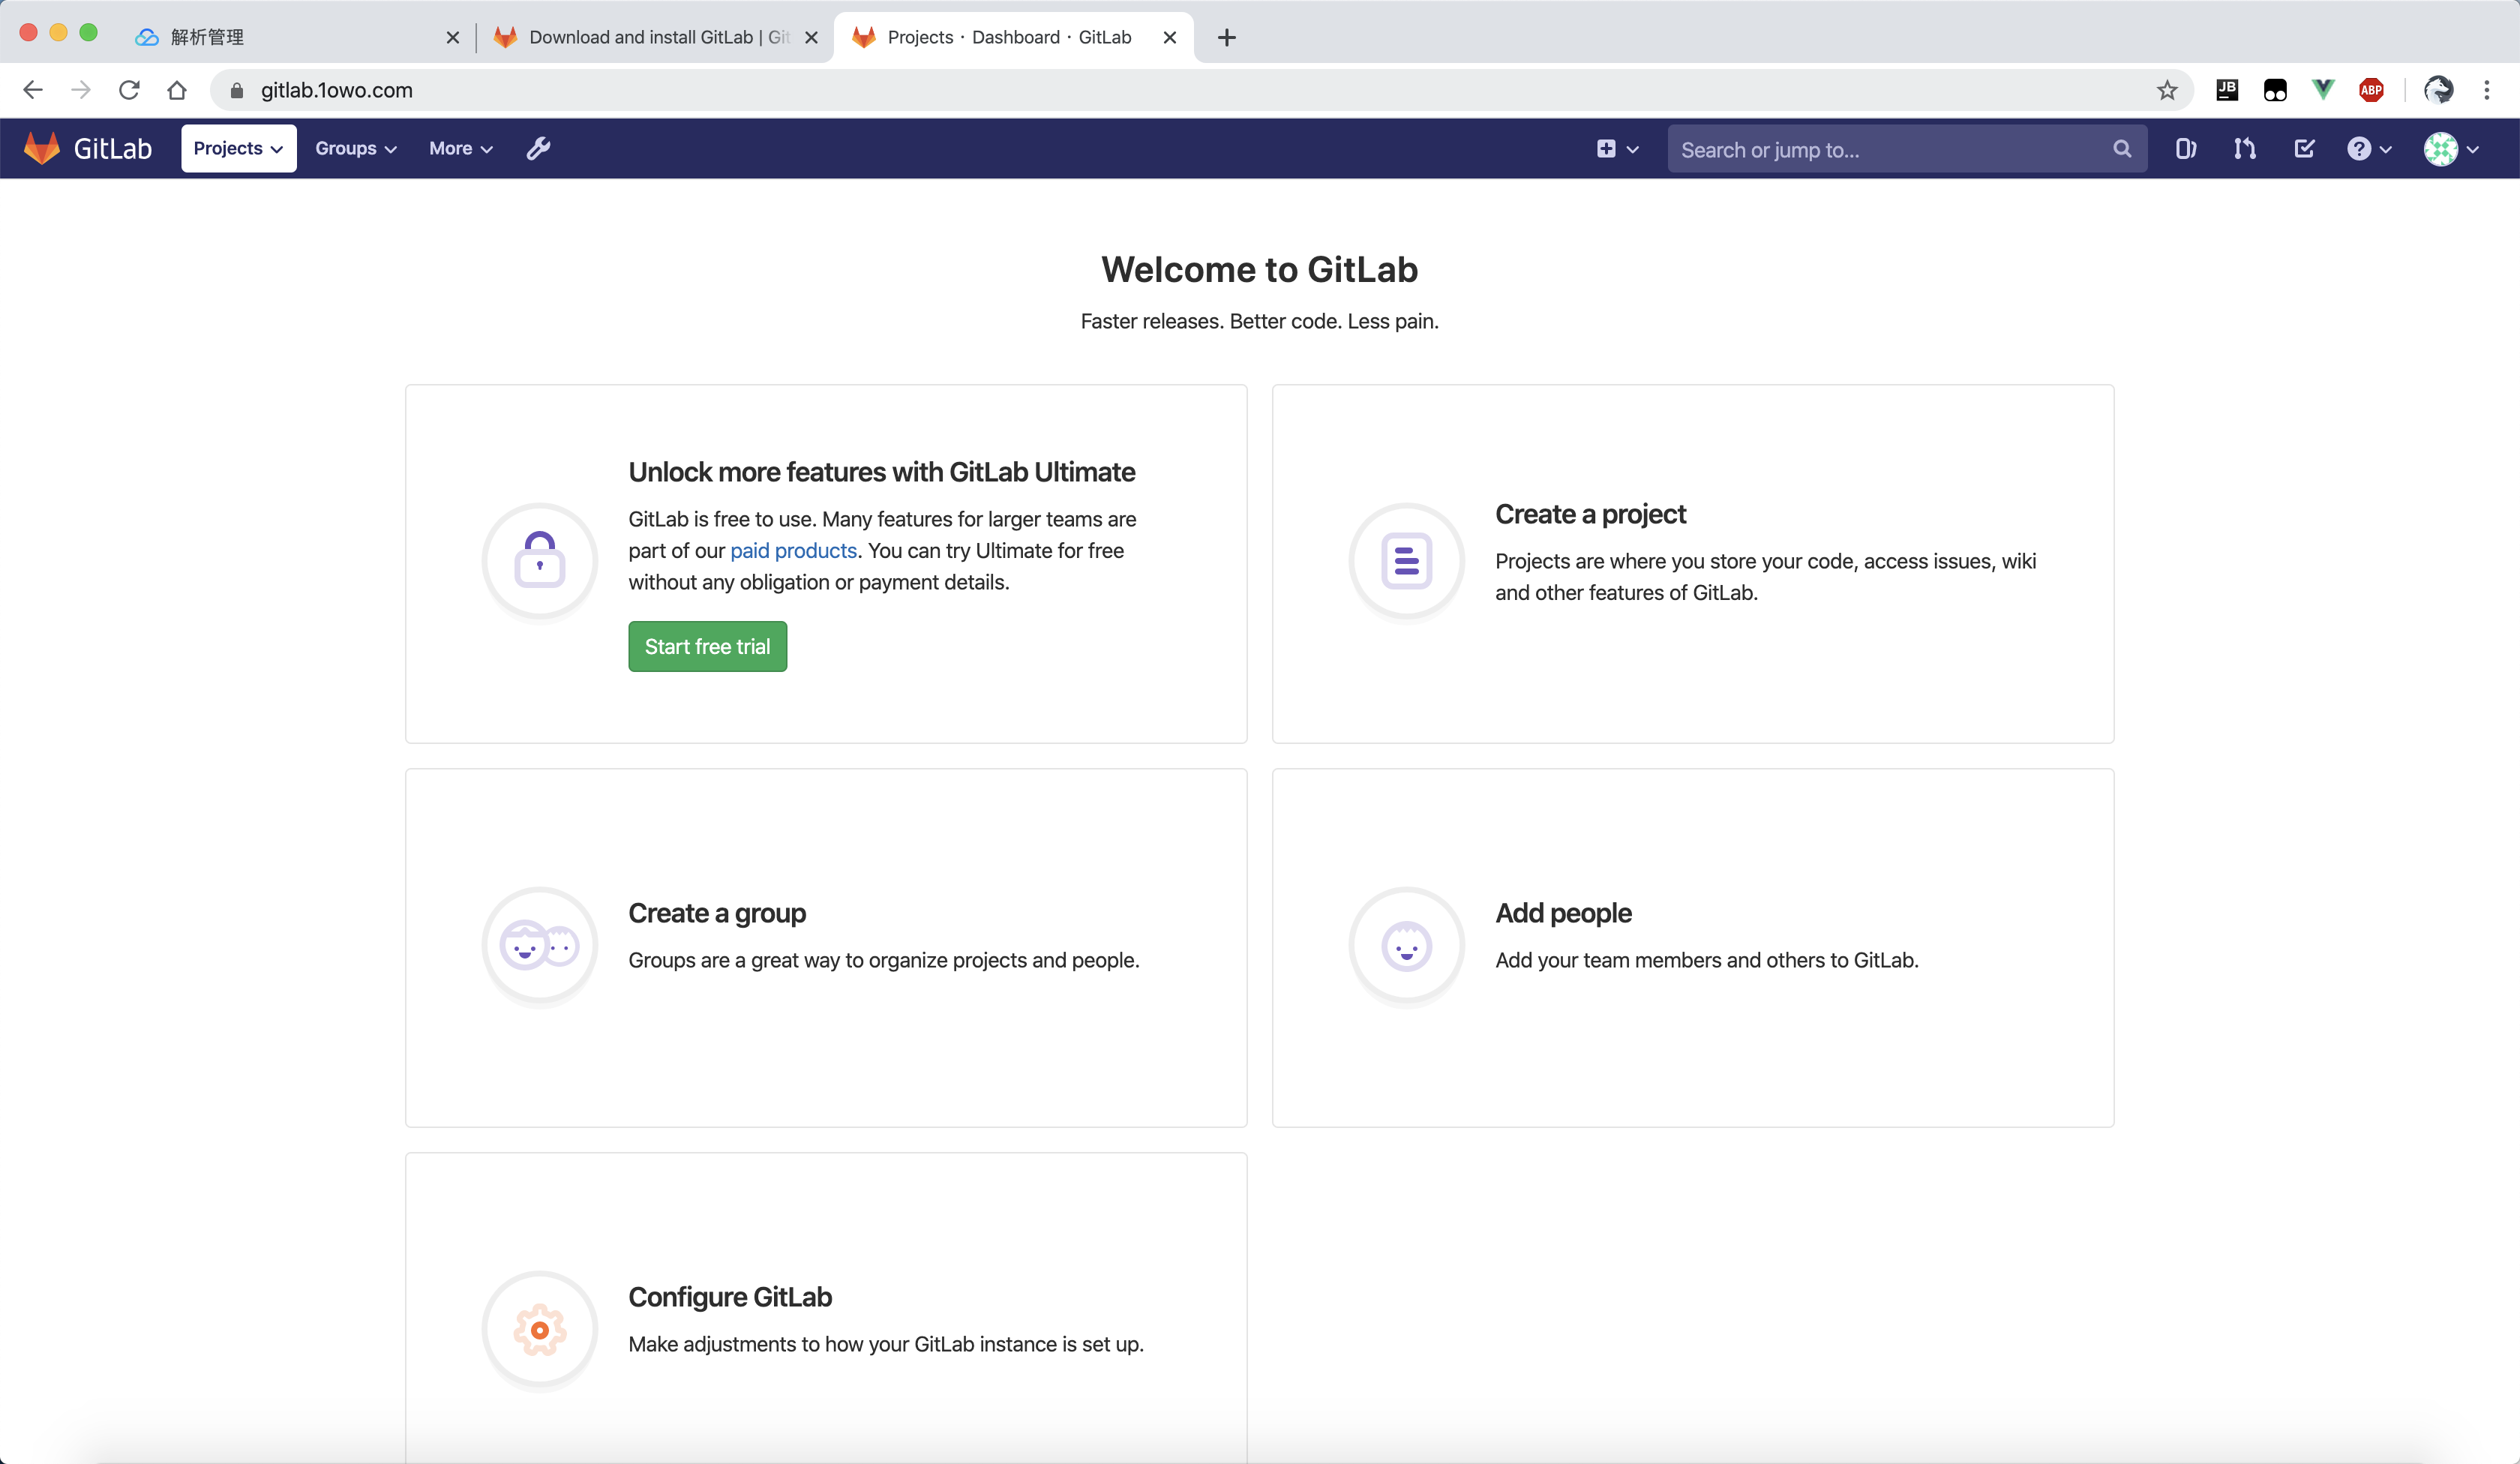 解析管理
Download and install GitLab | Git
Projects · Dashboard · GitLab
gitlab.1owo.com
JB
ABP
GitLab
Projects
Groups
More
Search or jump to...
Welcome to GitLab
Faster releases. Better code. Less pain.
Unlock more features with GitLab Ultimate
GitLab is free to use. Many features for larger teams are
part of our paid products. You can try Ultimate for free
without any obligation or payment details.
Start free trial
Create a project
Projects are where you store your code, access issues, wiki
and other features of GitLab.
Create a group
Groups are a great way to organize projects and people.
Add people
Add your team members and others to GitLab.
Configure GitLab
Make adjustments to how your GitLab instance is set up.